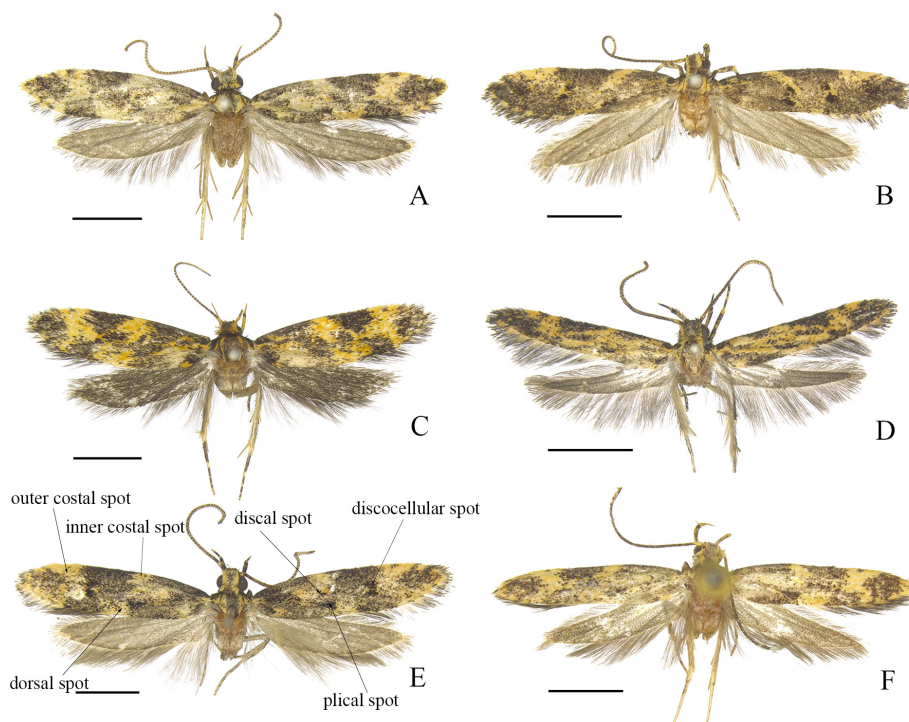 A
B
C
D
outer costal spot
inner costal spot
discal spot
discocellular spot
dorsal spot
plical spot
E
F